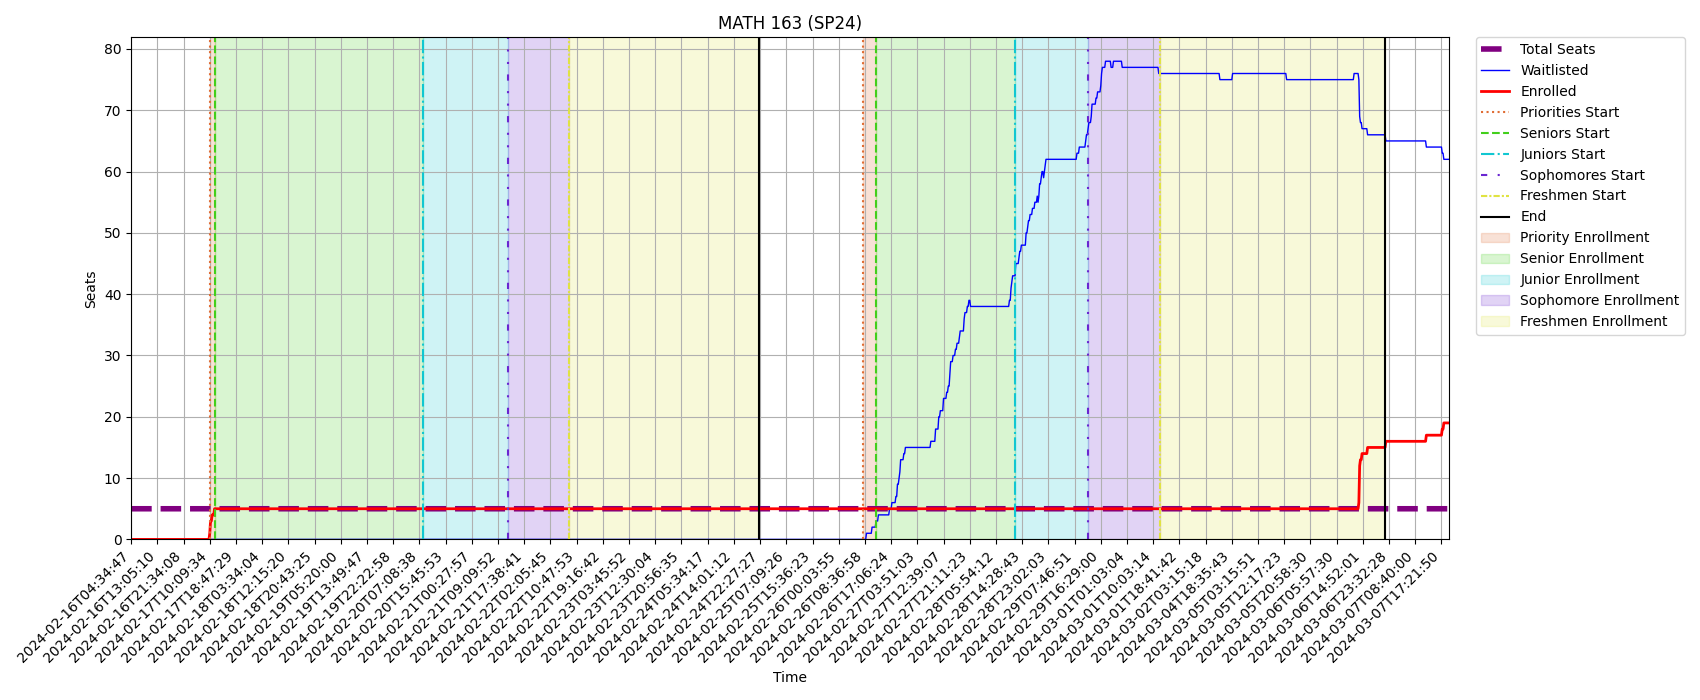 MATH 163 (SP24)
Seats
80
70
60
50
40
30
20
10
0
2024-02-16T04:34:47
2024-02-16T13:05:10
2024-02-16T21:34:08
2024-02-17T10:09:34
2024-02-17T18:47:29
2024-02-18T03:34:04
2024-02-18T12:15:20
2024-02-18T20:43:25
2024-02-19T05:20:00
2024-02-19T13:49:47
2024-02-19T22:22:58
2024-02-20T07:08:38
2024-02-20T15:45:53
2024-02-21T00:27:57
2024-02-21T09:09:52
2024-02-21T17:38:41
2024-02-22T02:05:45
2024-02-22T10:47:53
2024-02-22T19:16:42
2024-02-23T03:45:52
2024-02-23T12:30:04
2024-02-23T20:56:35
2024-02-24T05:34:17
2024-02-24T14:01:12
2024-02-24T22:27:27
2024-02-25T07:09:26
2024-02-25T15:36:23
2024-02-26T00:03:55
2024-02-26T08:36:58
2024-02-26T17:06:24
2024-02-27T03:51:03
2024-02-27T12:39:07
2024-02-27T21:11:23
2024-02-28T05:54:12
2024-02-28T14:28:43
2024-02-28T23:02:03
2024-02-29T07:46:51
2024-02-29T16:29:00
2024-03-01T01:03:04
2024-03-01T10:03:14
2024-03-01T18:41:42
2024-03-02T03:15:18
2024-03-04T18:35:43
2024-03-05T03:15:51
2024-03-05T12:17:23
2024-03-05T20:58:30
2024-03-06T05:57:30
2024-03-06T14:52:01
2024-03-06T23:32:28
2024-03-07T08:40:00
2024-03-07T17:21:50
Time
Total Seats
Waitlisted
Enrolled
Priorities Start
Seniors Start
Juniors Start
Sophomores Start
Freshmen Start
End
Priority Enrollment
Senior Enrollment
Junior Enrollment
Sophomore Enrollment
Freshmen Enrollment